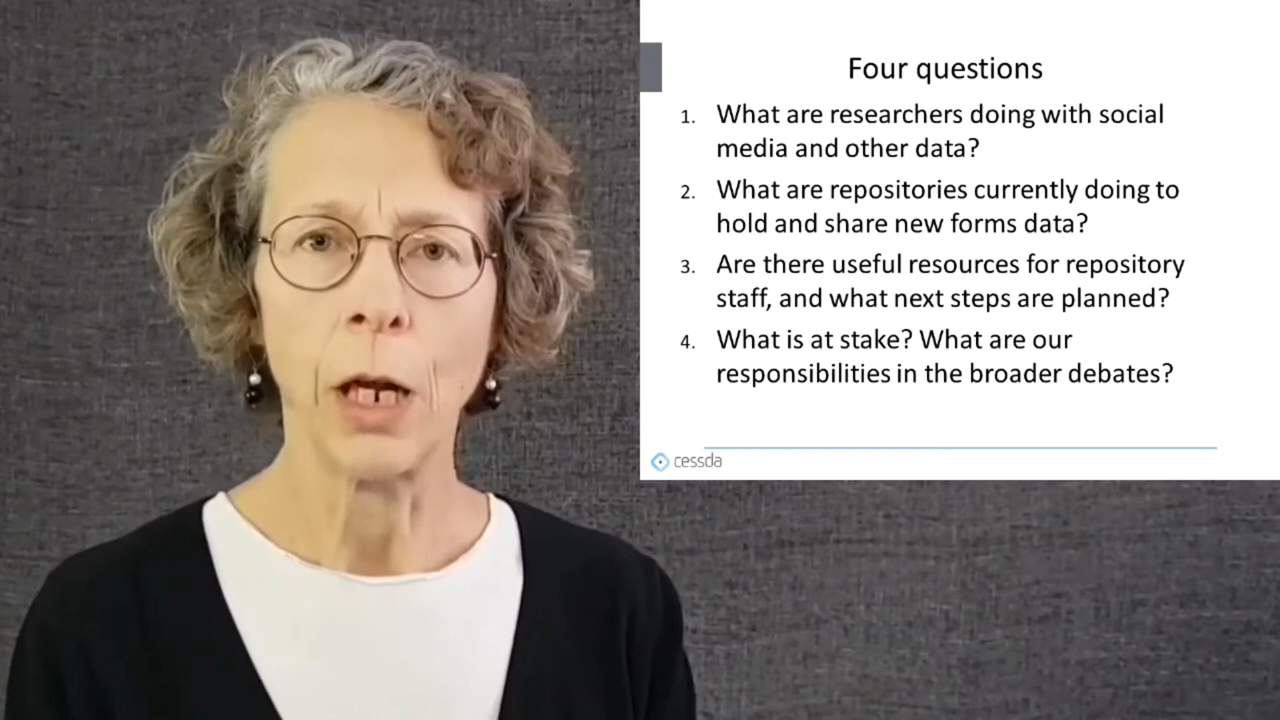 Four questions
1. What are researchers doing with social
media and other data?
2. What are repositories currently doing to
hold and share new forms data?
3. Are there useful resources for repository
staff, and what next steps are planned?
4. What is at stake? What are our
responsibilities in the broader debates?
cessda